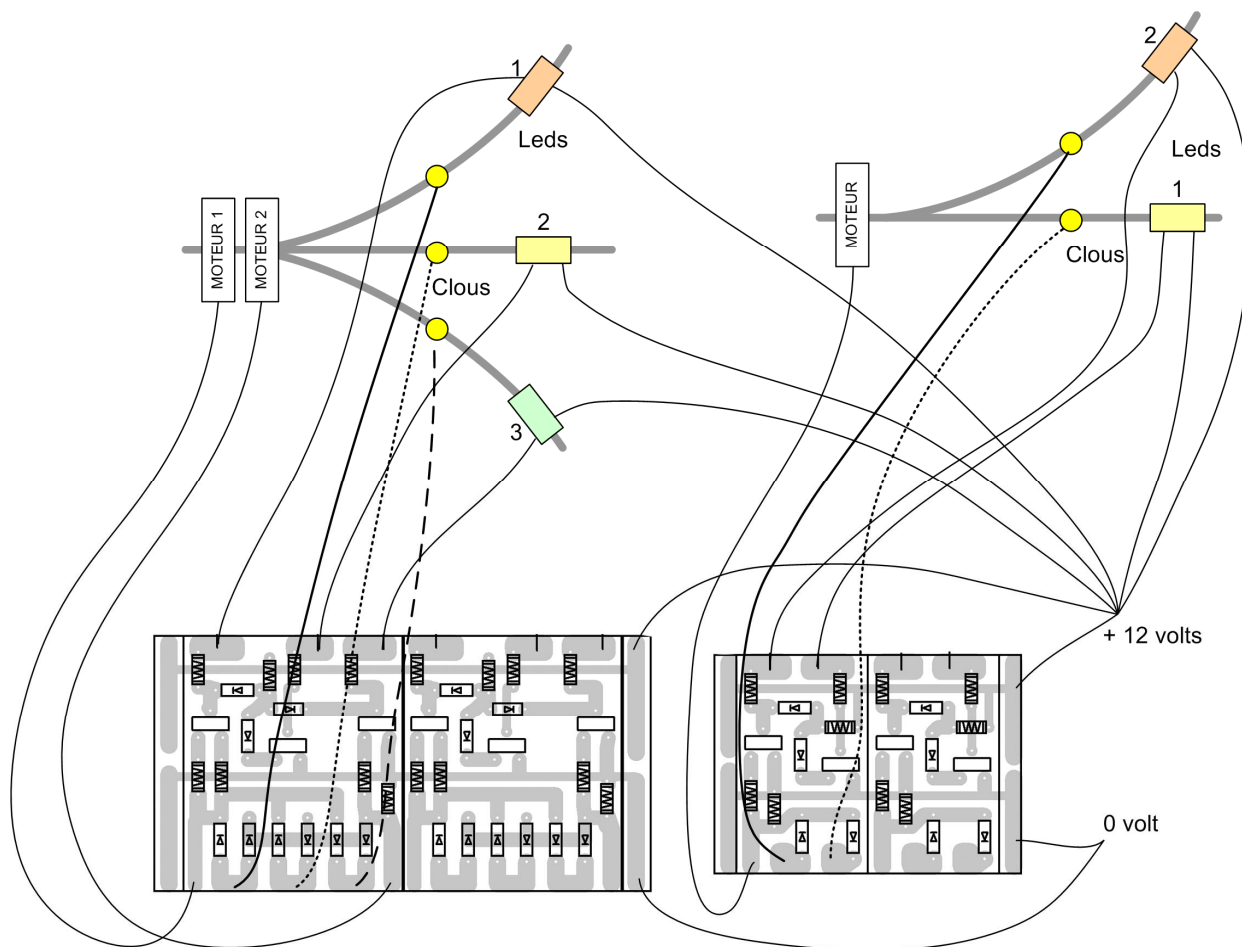 1
Leds
MOTEUR 1
MOTEUR 2
2
Clous
3
2
Leds
MOTEUR
1
Clous
+ 12 volts
0 volt